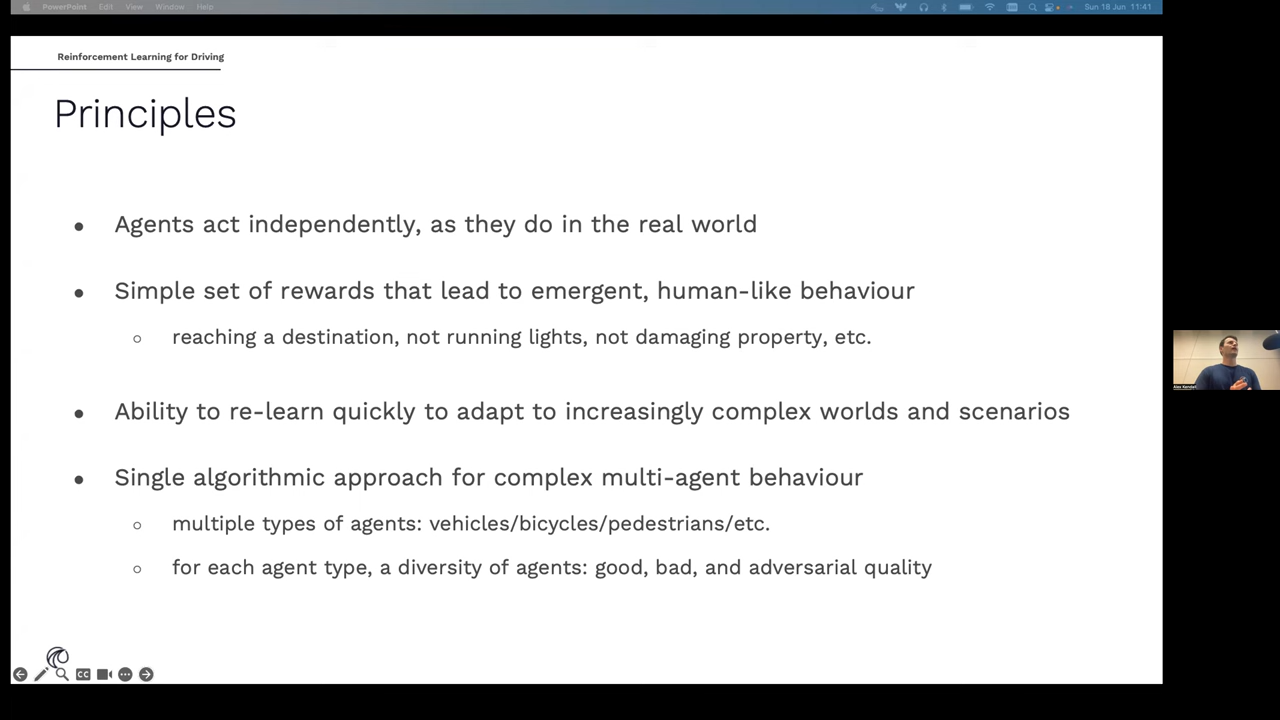 PowerPoint Edit View Window Help Sun 18 Jun 11:41
Reinforcement Learning for Driving
Principles
• Agents act independently, as they do in the real world
• Simple set of rewards that lead to emergent, human-like behaviour
○ reaching a destination, not running lights, not damaging property, etc.
• Ability to re-learn quickly to adapt to increasingly complex worlds and scenarios
• Single algorithmic approach for complex multi-agent behaviour
○ multiple types of agents: vehicles/bicycles/pedestrians/etc.
○ for each agent type, a diversity of agents: good, bad, and adversarial quality
CC
Alex Kendall